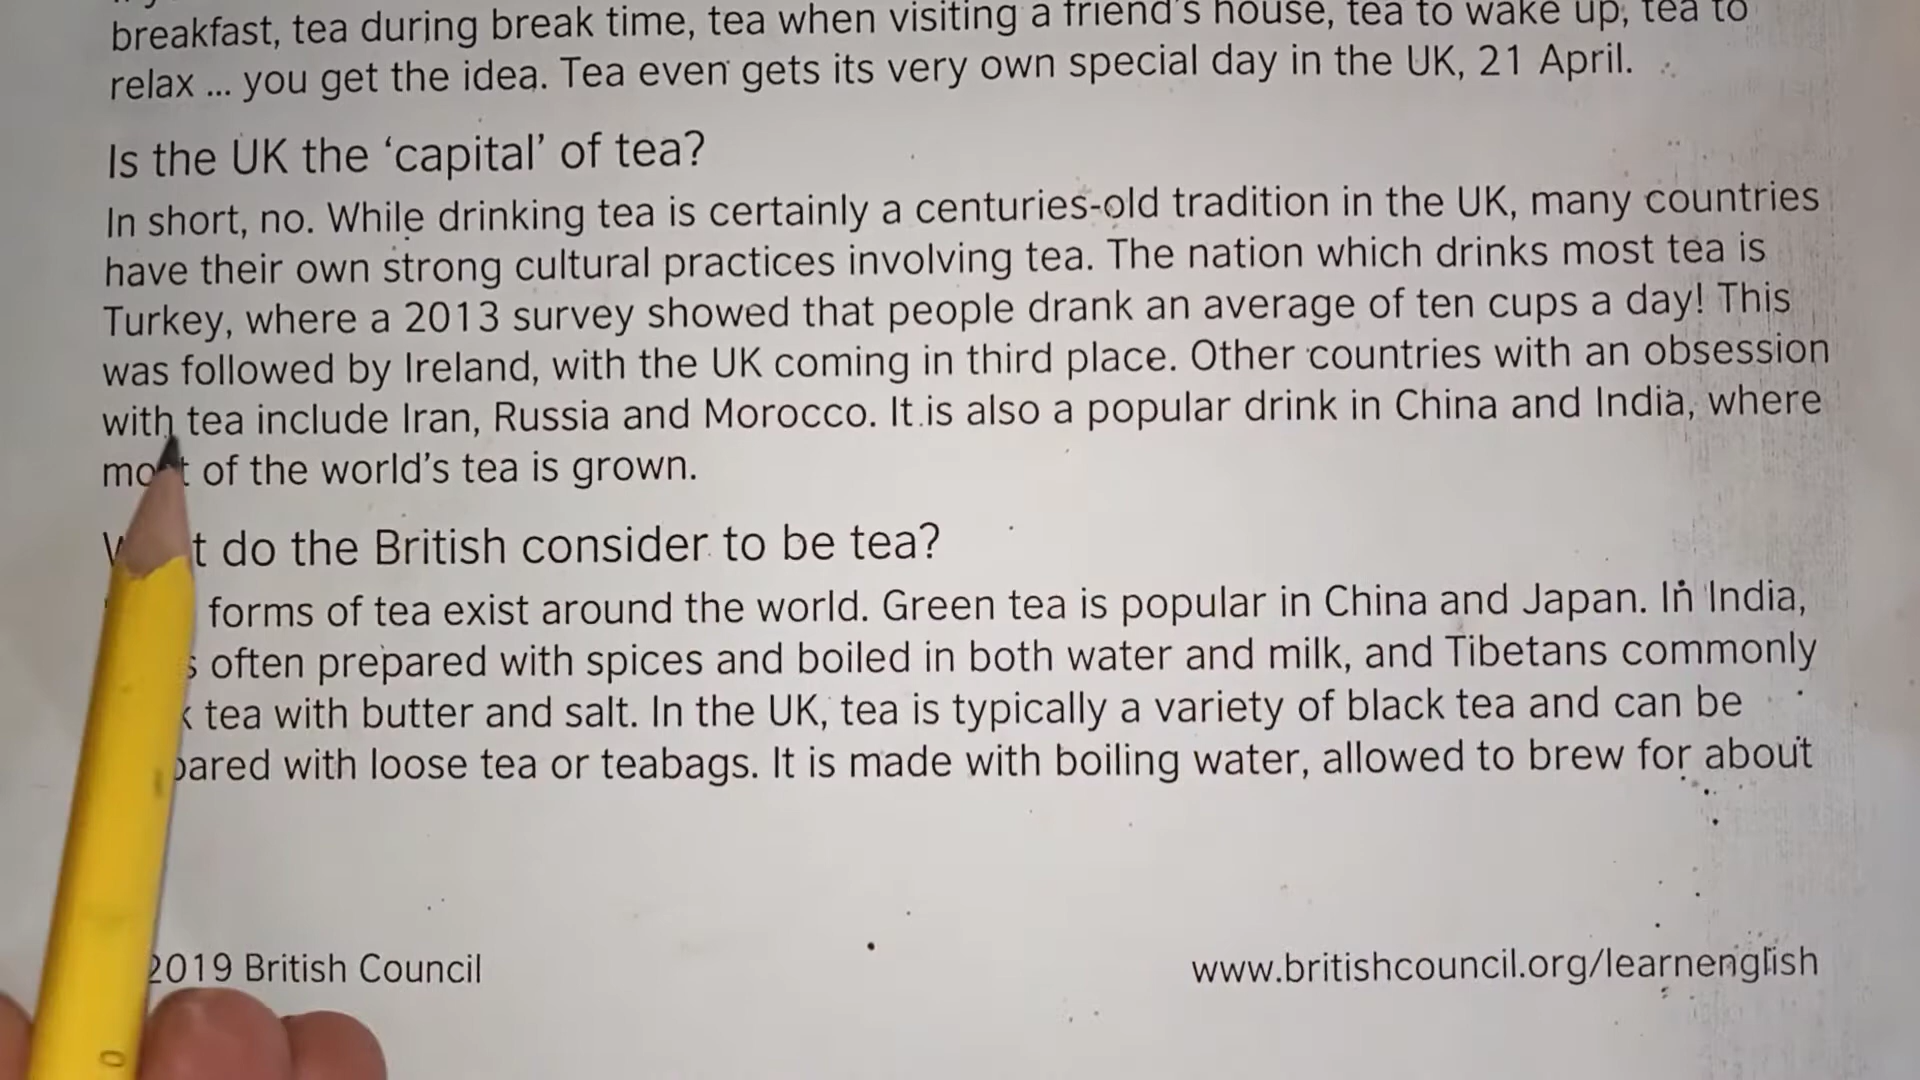 breakfast, tea during break time, tea when visiting a friend's house, tea to wake up, tea to
relax ... you get the idea. Tea even gets its very own special day in the UK, 21 April.
Is the UK the ‘capital’ of tea?
In short, no. While drinking tea is certainly a centuries-old tradition in the UK, many countries
have their own strong cultural practices involving tea. The nation which drinks most tea is
Turkey, where a 2013 survey showed that people drank an average of ten cups a day! This
was followed by Ireland, with the UK coming in third place. Other countries with an obsession
with tea include Iran, Russia and Morocco. It is also a popular drink in China and India, where
most of the world’s tea is grown.
do the British consider to be tea?
forms of tea exist around the world. Green tea is popular in China and Japan. In India,
often prepared with spices and boiled in both water and milk, and Tibetans commonly
tea with butter and salt. In the UK, tea is typically a variety of black tea and can be
with loose tea or teabags. It is made with boiling water, allowed to brew for about
2019 British Council
www.britishcouncil.org/learnenglish